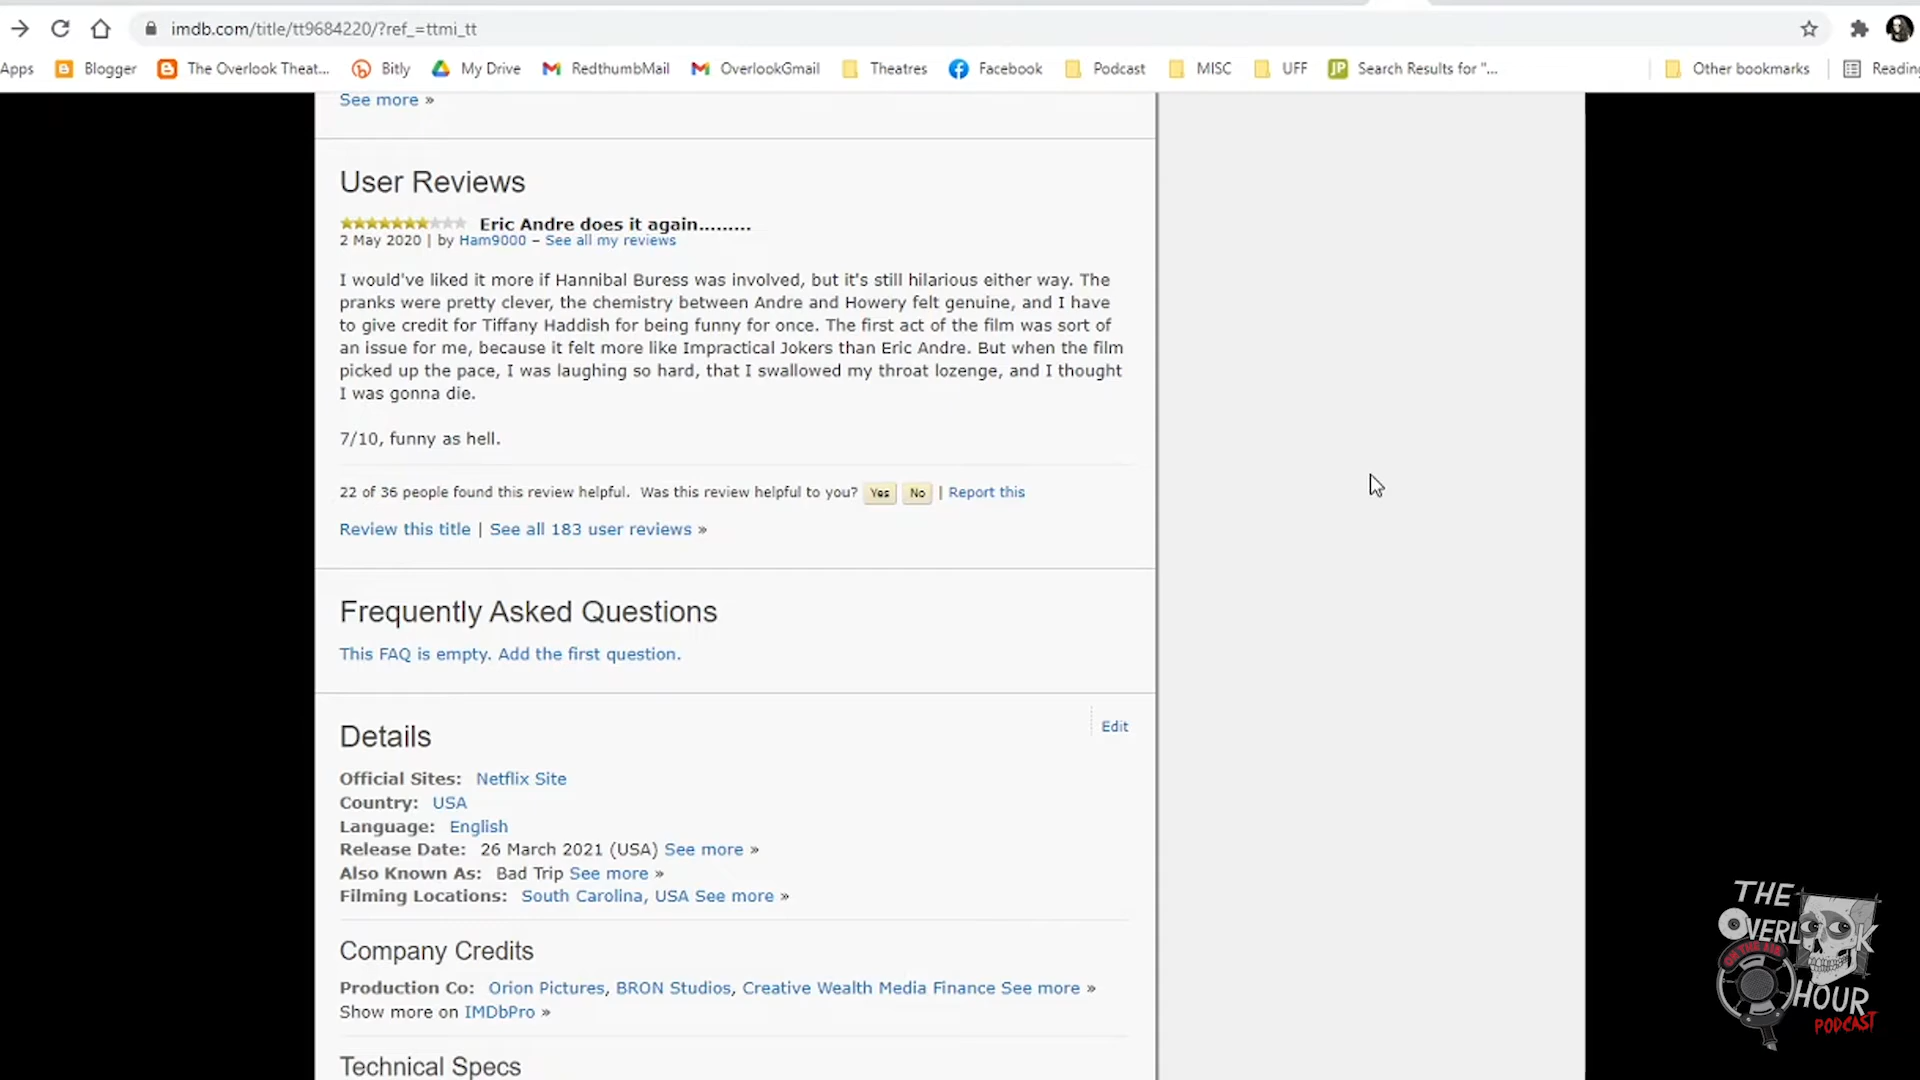 imdb.com/title/tt9684220/?ref_=ttmi_tt
Apps Blogger The Overlook Theat... Bitly My Drive RedthumbMail OverlookGmail Theatres Facebook Podcast MISC UFF Search Results for "... Other bookmarks Reading
See more »
User Reviews
Eric Andre does it again.........
2 May 2020 | by Ham9000 – See all my reviews
I would've liked it more if Hannibal Buress was involved, but it's still hilarious either way. The
pranks were pretty clever, the chemistry between Andre and Howery felt genuine, and I have
to give credit for Tiffany Haddish for being funny for once. The first act of the film was sort of
an issue for me, because it felt more like Impractical Jokers than Eric Andre. But when the film
picked up the pace, I was laughing so hard, that I swallowed my throat lozenge, and I thought
I was gonna die.
7/10, funny as hell.
22 of 36 people found this review helpful. Was this review helpful to you? Yes No | Report this
Review this title | See all 183 user reviews »
Frequently Asked Questions
This FAQ is empty. Add the first question.
Details
Edit
Official Sites: Netflix Site
Country: USA
Language: English
Release Date: 26 March 2021 (USA) See more »
Also Known As: Bad Trip See more »
Filming Locations: South Carolina, USA See more »
Company Credits
Production Co: Orion Pictures, BRON Studios, Creative Wealth Media Finance See more »
Show more on IMDbPro »
Technical Specs
THE
OVERLOOK
ON THE AIR
HOUR
PODCAST